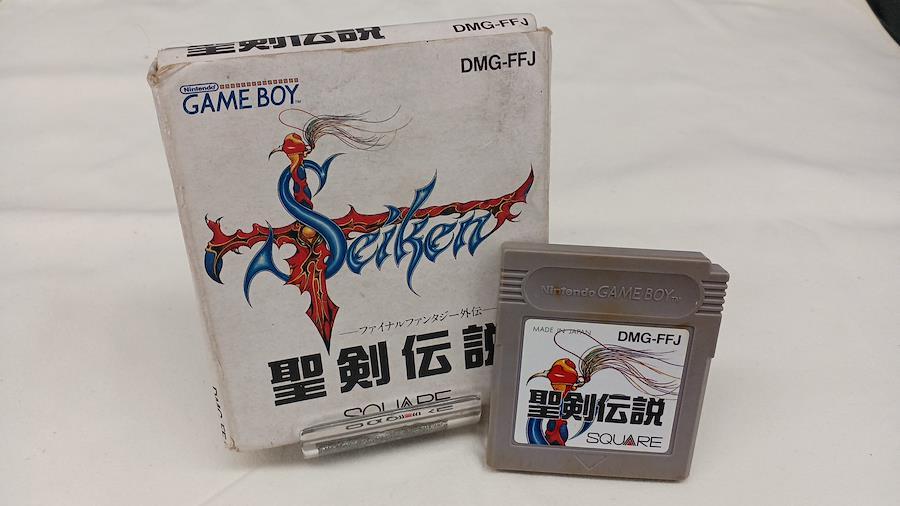 聖剣伝説
DMG-FFJ
DMG-FFJ
Nintendo
GAME BOY
TM
Seiken
ファイナルファンタジー外伝
聖剣伝説
SQUARE
Nintendo GAME BOY TM
MADE IN JAPAN
DMG-FFJ
聖剣伝説
SQUARE